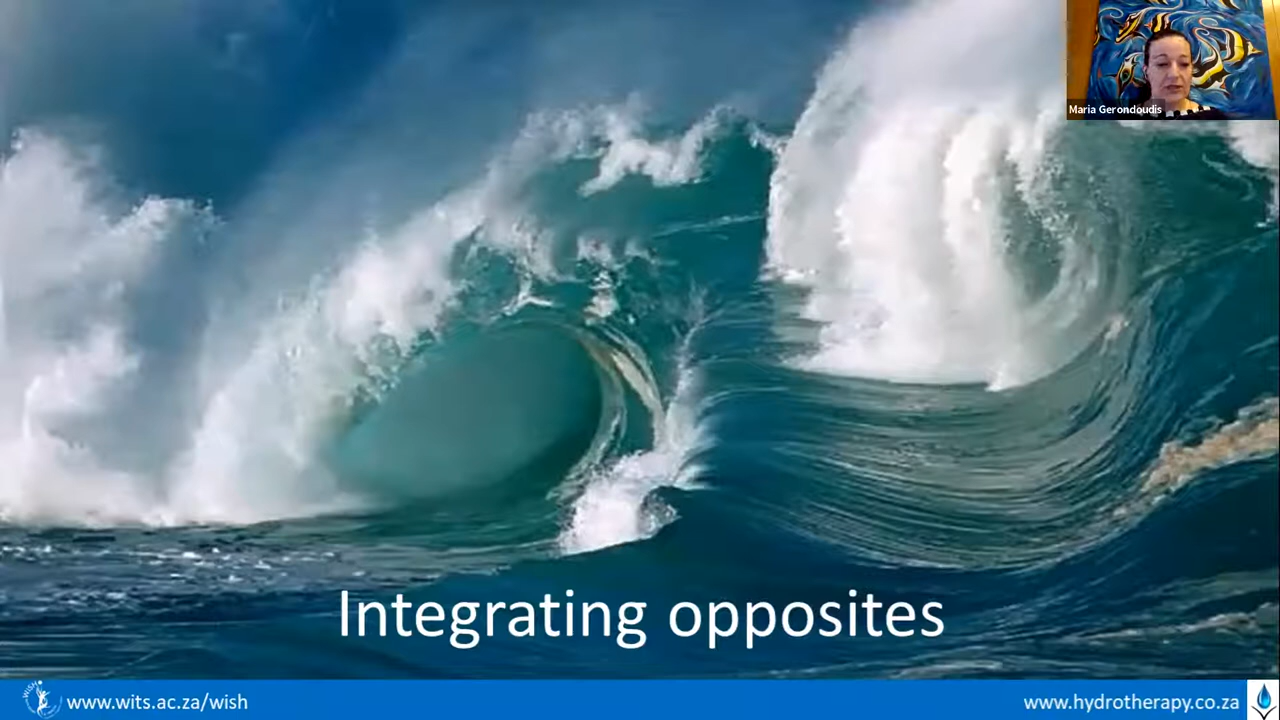 Maria Gerondoudis
Integrating opposites
www.wits.ac.za/wish
www.hydrotherapy.co.za